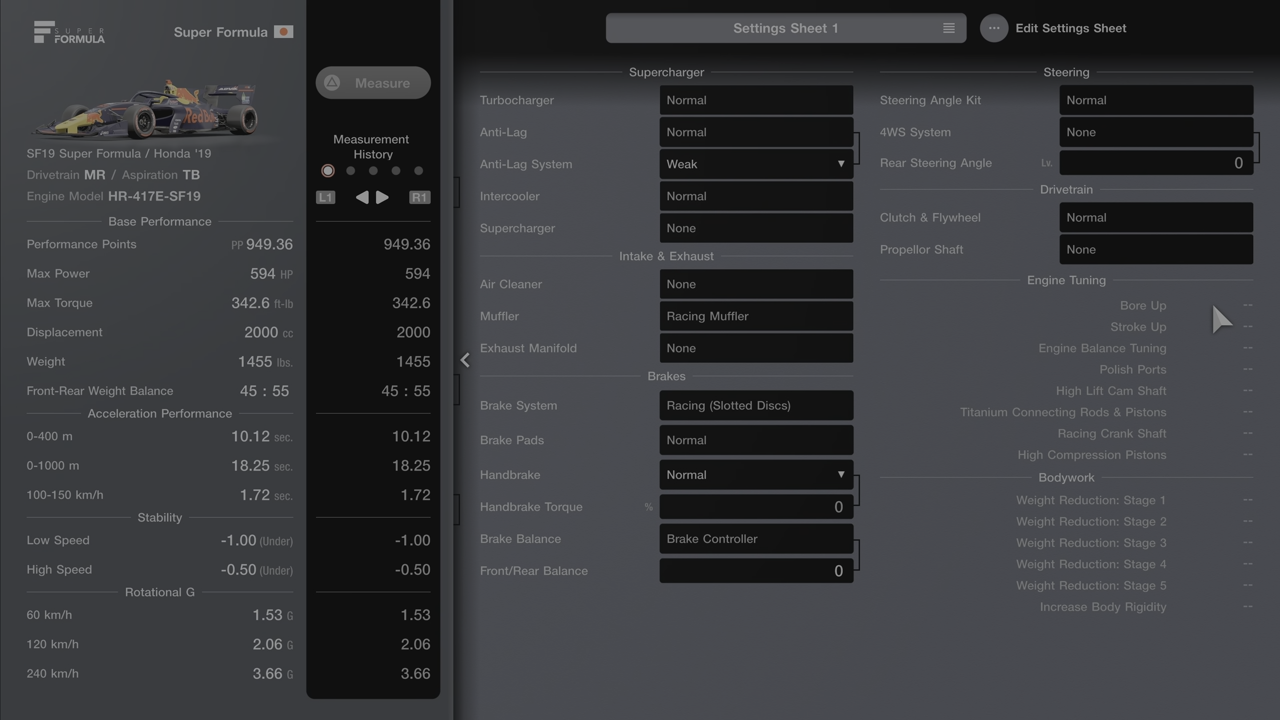 SUPER FORMULA
Super Formula
SF19 Super Formula / Honda '19
Drivetrain MR / Aspiration TB
Engine Model HR-417E-SF19
Base Performance
Performance Points PP 949.36
Max Power 594 HP
Max Torque 342.6 ft-lb
Displacement 2000 cc
Weight 1455 lbs.
Front-Rear Weight Balance 45 : 55
Acceleration Performance
0-400 m 10.12 sec.
0-1000 m 18.25 sec.
100-150 km/h 1.72 sec.
Stability
Low Speed -1.00 (Under)
High Speed -0.50 (Under)
Rotational G
60 km/h 1.53 G
120 km/h 2.06 G
240 km/h 3.66 G
Measure
Measurement
History
L1 R1
949.36
594
342.6
2000
1455
45 : 55
10.12
18.25
1.72
-1.00
-0.50
1.53
2.06
3.66
Settings Sheet 1
Edit Settings Sheet
Supercharger
Turbocharger Normal
Anti-Lag Normal
Anti-Lag System Weak
Intercooler Normal
Supercharger None
Intake & Exhaust
Air Cleaner None
Muffler Racing Muffler
Exhaust Manifold None
Brakes
Brake System Racing (Slotted Discs)
Brake Pads Normal
Handbrake Normal
Handbrake Torque % 0
Brake Balance Brake Controller
Front/Rear Balance 0
Steering
Steering Angle Kit Normal
4WS System None
Rear Steering Angle Lv. 0
Drivetrain
Clutch & Flywheel Normal
Propellor Shaft None
Engine Tuning
Bore Up --
Stroke Up --
Engine Balance Tuning --
Polish Ports --
High Lift Cam Shaft --
Titanium Connecting Rods & Pistons --
Racing Crank Shaft --
High Compression Pistons --
Bodywork
Weight Reduction: Stage 1 --
Weight Reduction: Stage 2 --
Weight Reduction: Stage 3 --
Weight Reduction: Stage 4 --
Weight Reduction: Stage 5 --
Increase Body Rigidity --